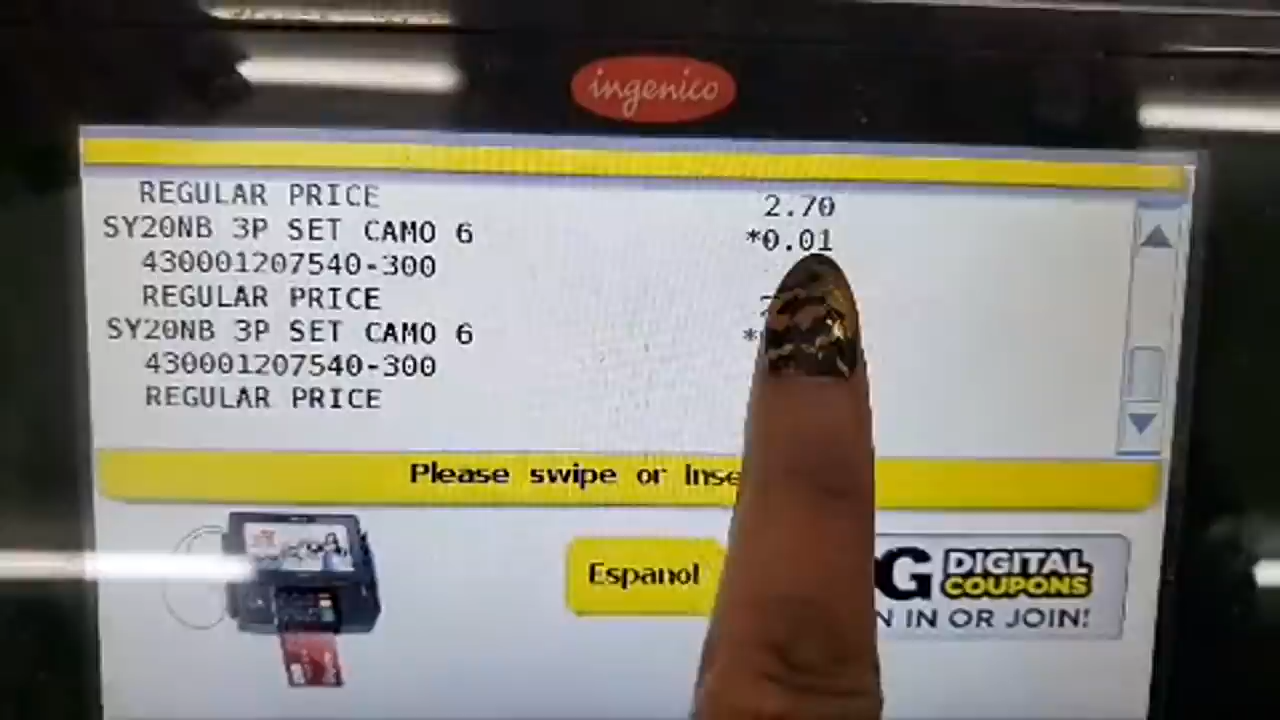 ingenico
REGULAR PRICE 2.70
SY20NB 3P SET CAMO 6 *0.01
430001207540-300
REGULAR PRICE
SY20NB 3P SET CAMO 6 *
430001207540-300
REGULAR PRICE
Please swipe or
Espanol
G DIGITAL
COUPONS
IN OR JOIN!